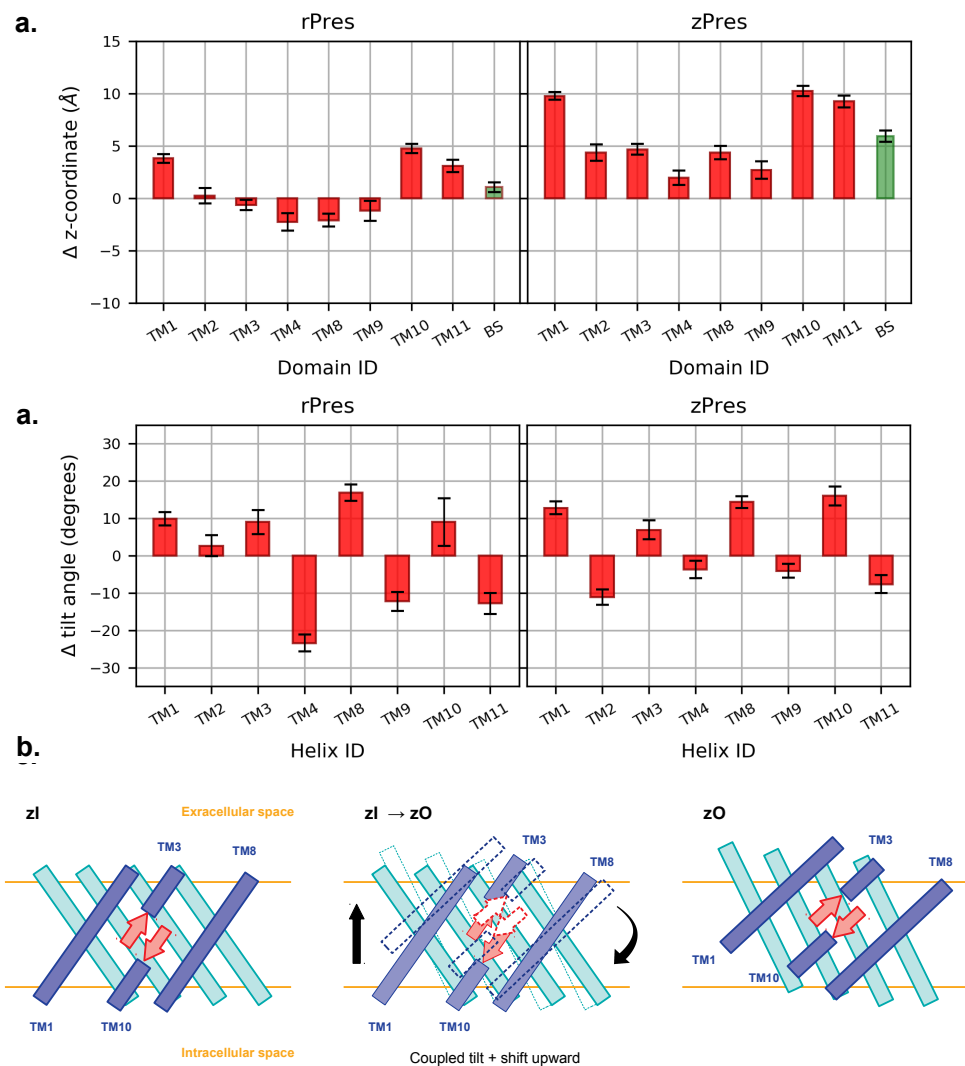 a.
rPres
zPres
Δ z-coordinate (Å)
15
10
5
0
−5
−10
TM1 TM2 TM3 TM4 TM8 TM9 TM10 TM11 BS
TM1 TM2 TM3 TM4 TM8 TM9 TM10 TM11 BS
Domain ID
Domain ID
a.
rPres
zPres
Δ tilt angle (degrees)
30
20
10
0
−10
−20
−30
TM1 TM2 TM3 TM4 TM8 TM9 TM10 TM11
TM1 TM2 TM3 TM4 TM8 TM9 TM10 TM11
Helix ID
Helix ID
b.
zI
Exracellular space
TM3
TM8
TM1
TM10
Intracellular space
zI → zO
TM3
TM8
TM1
TM10
Coupled tilt + shift upward
zO
TM3
TM8
TM1
TM10